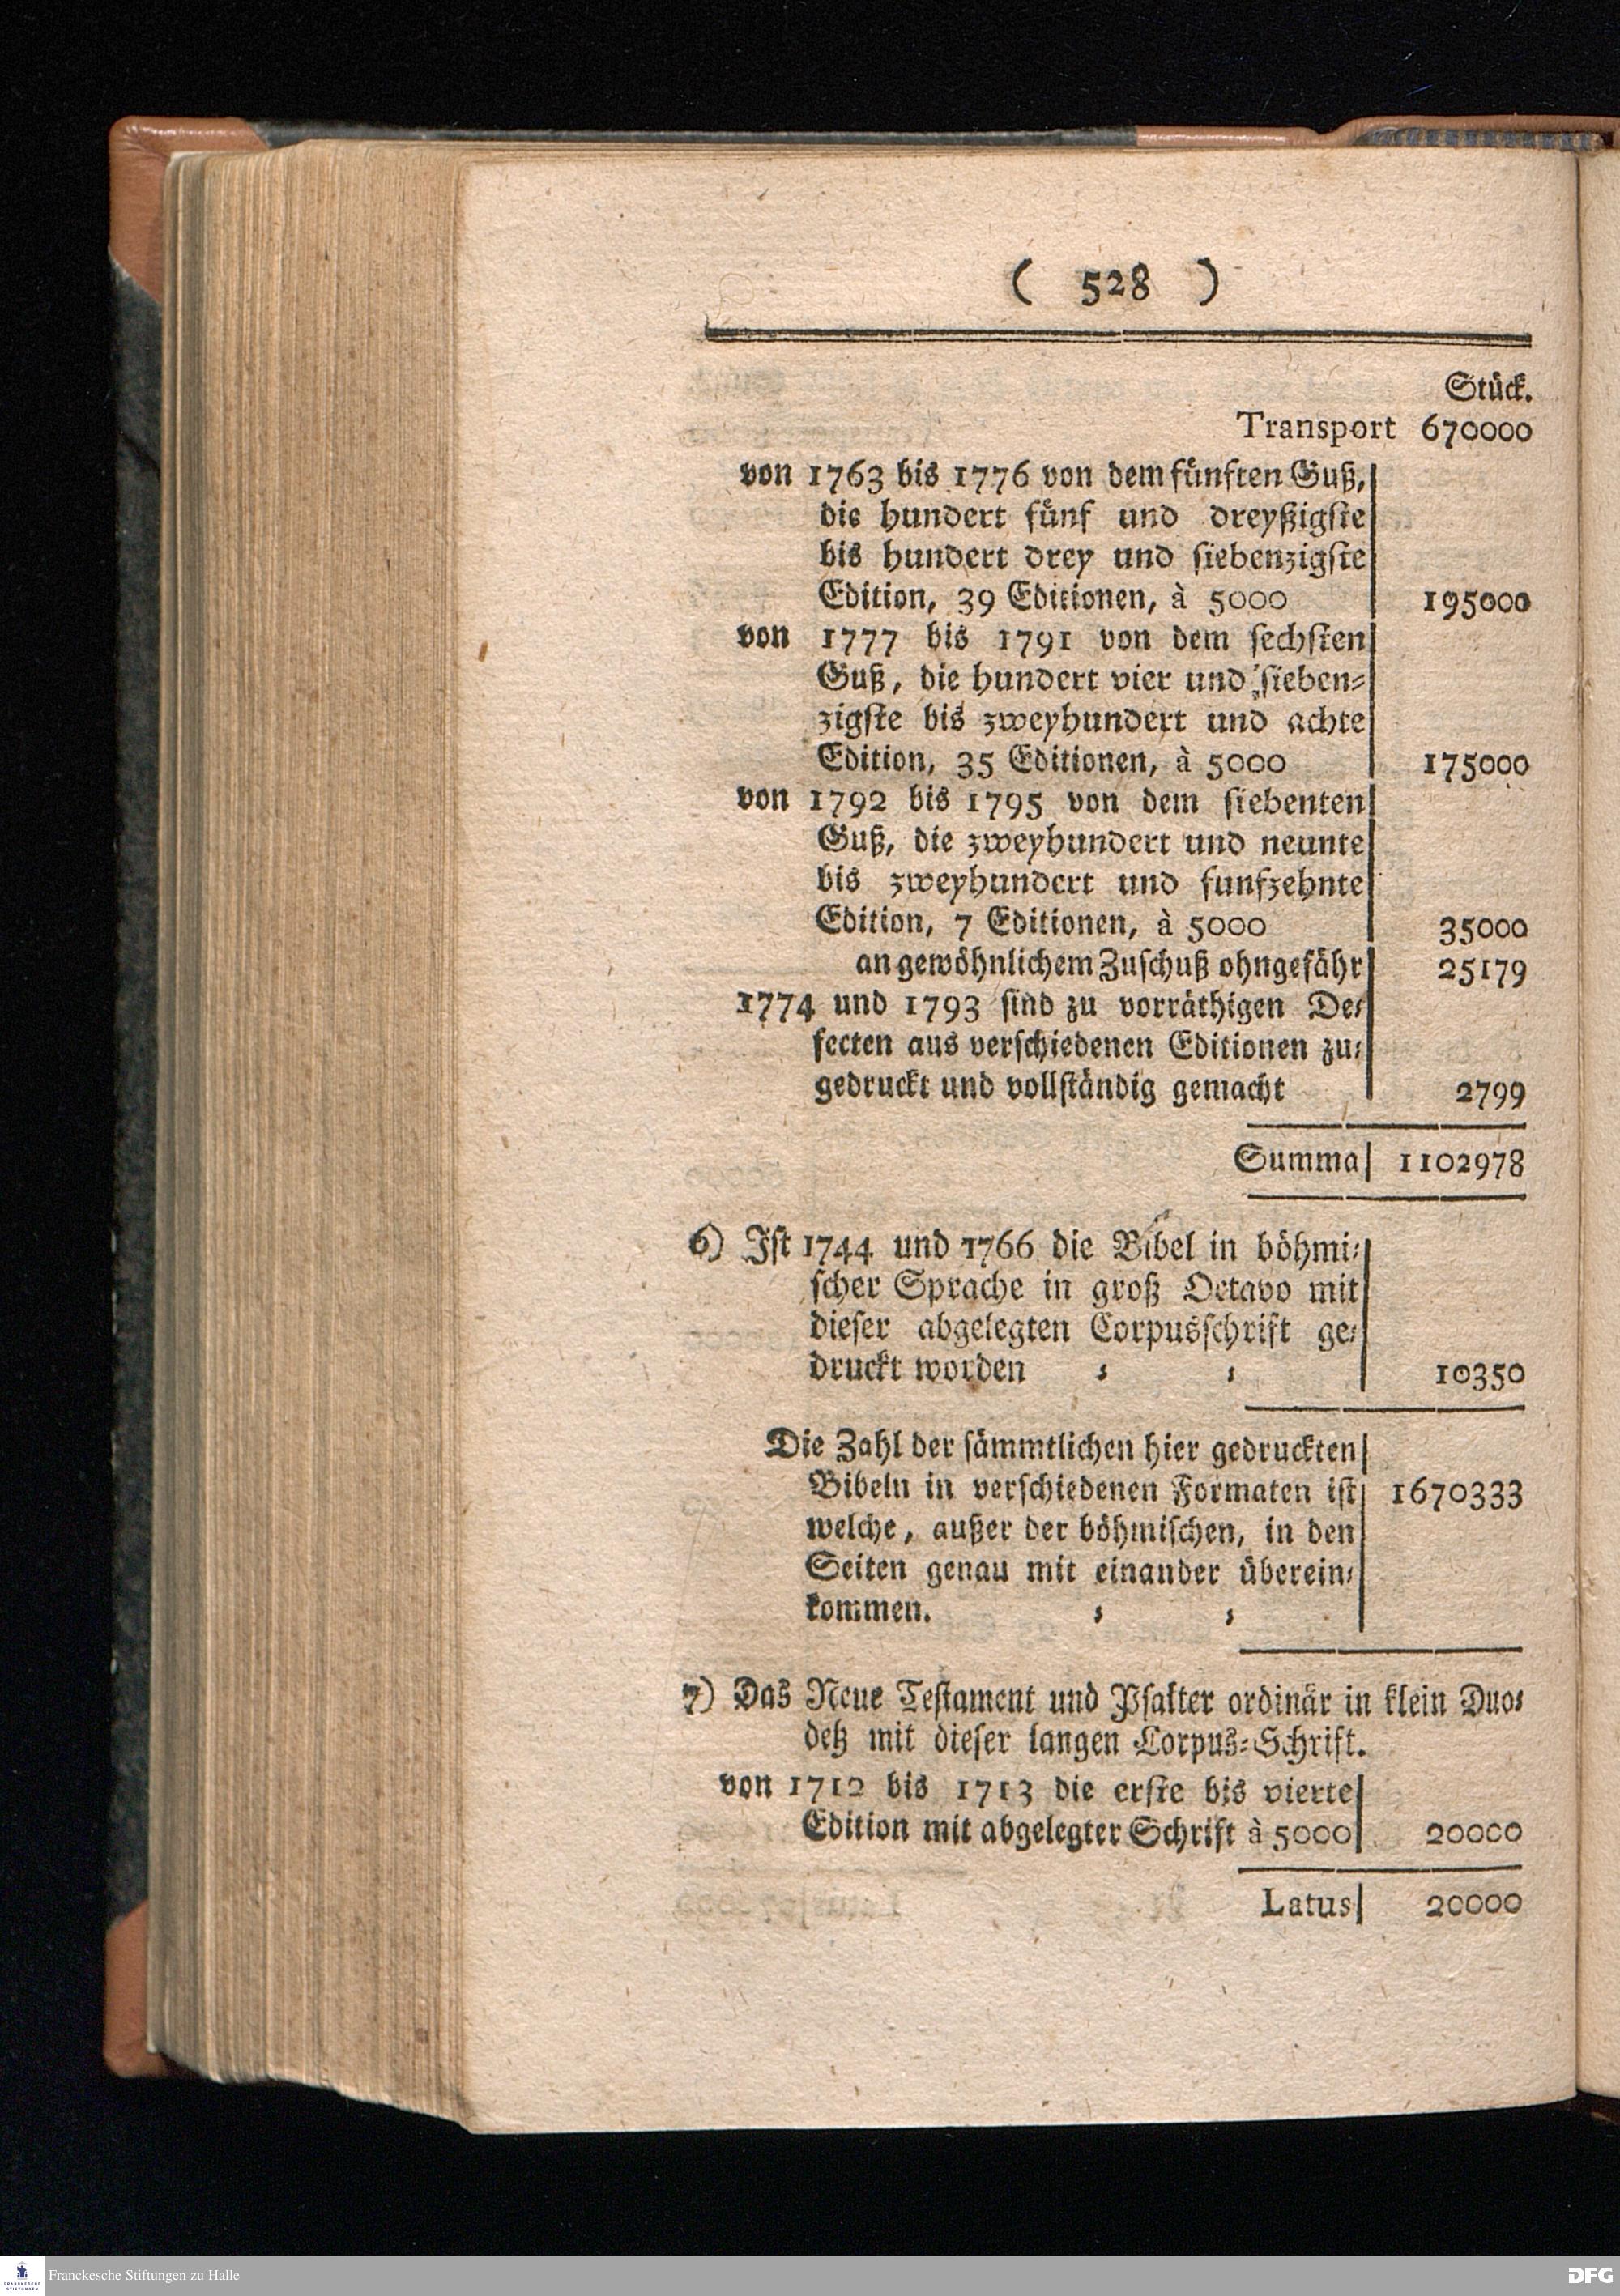 ( 528 )
Stück.
Transport 670000
von 1763 bis 1776 von dem fünften Guß,
die hundert fünf und dreyßigste
bis hundert drey und siebenzigste
Edition, 39 Editionen, à 5000 195000
von 1777 bis 1791 von dem sechsten
Guß, die hundert vier und sieben-
zigste bis zweyhundert und achte
Edition, 35 Editionen, à 5000 175000
von 1792 bis 1795 von dem siebenten
Guß, die zweyhundert und neunte
bis zweyhundert und funfzehnte
Edition, 7 Editionen, à 5000 35000
an gewöhnlichem Zuschuß ohngefähr 25179
1774 und 1793 sind zu vorräthigen De-
fecten aus verschiedenen Editionen zu-
gedruckt und vollständig gemacht 2799
Summa 1102978
6) Ist 1744 und 1766 die Bibel in böhmi-
scher Sprache in groß Octavo mit
dieser abgelegten Corpusschrift ge-
druckt worden = = 10350
Die Zahl der sämmtlichen hier gedruckten
Bibeln in verschiedenen Formaten ist 1670333
welche, außer der böhmischen, in den
Seiten genau mit einander überein-
kommen. = =
7) Das Neue Testament und Psalter ordinär in klein Duo-
detz mit dieser langen Corpus-Schrift.
von 1712 bis 1713 die erste bis vierte
Edition mit abgelegter Schrift à 5000 20000
Latus 20000
FRANCKESCHE STIFTUNGEN
Franckesche Stiftungen zu Halle
DFG